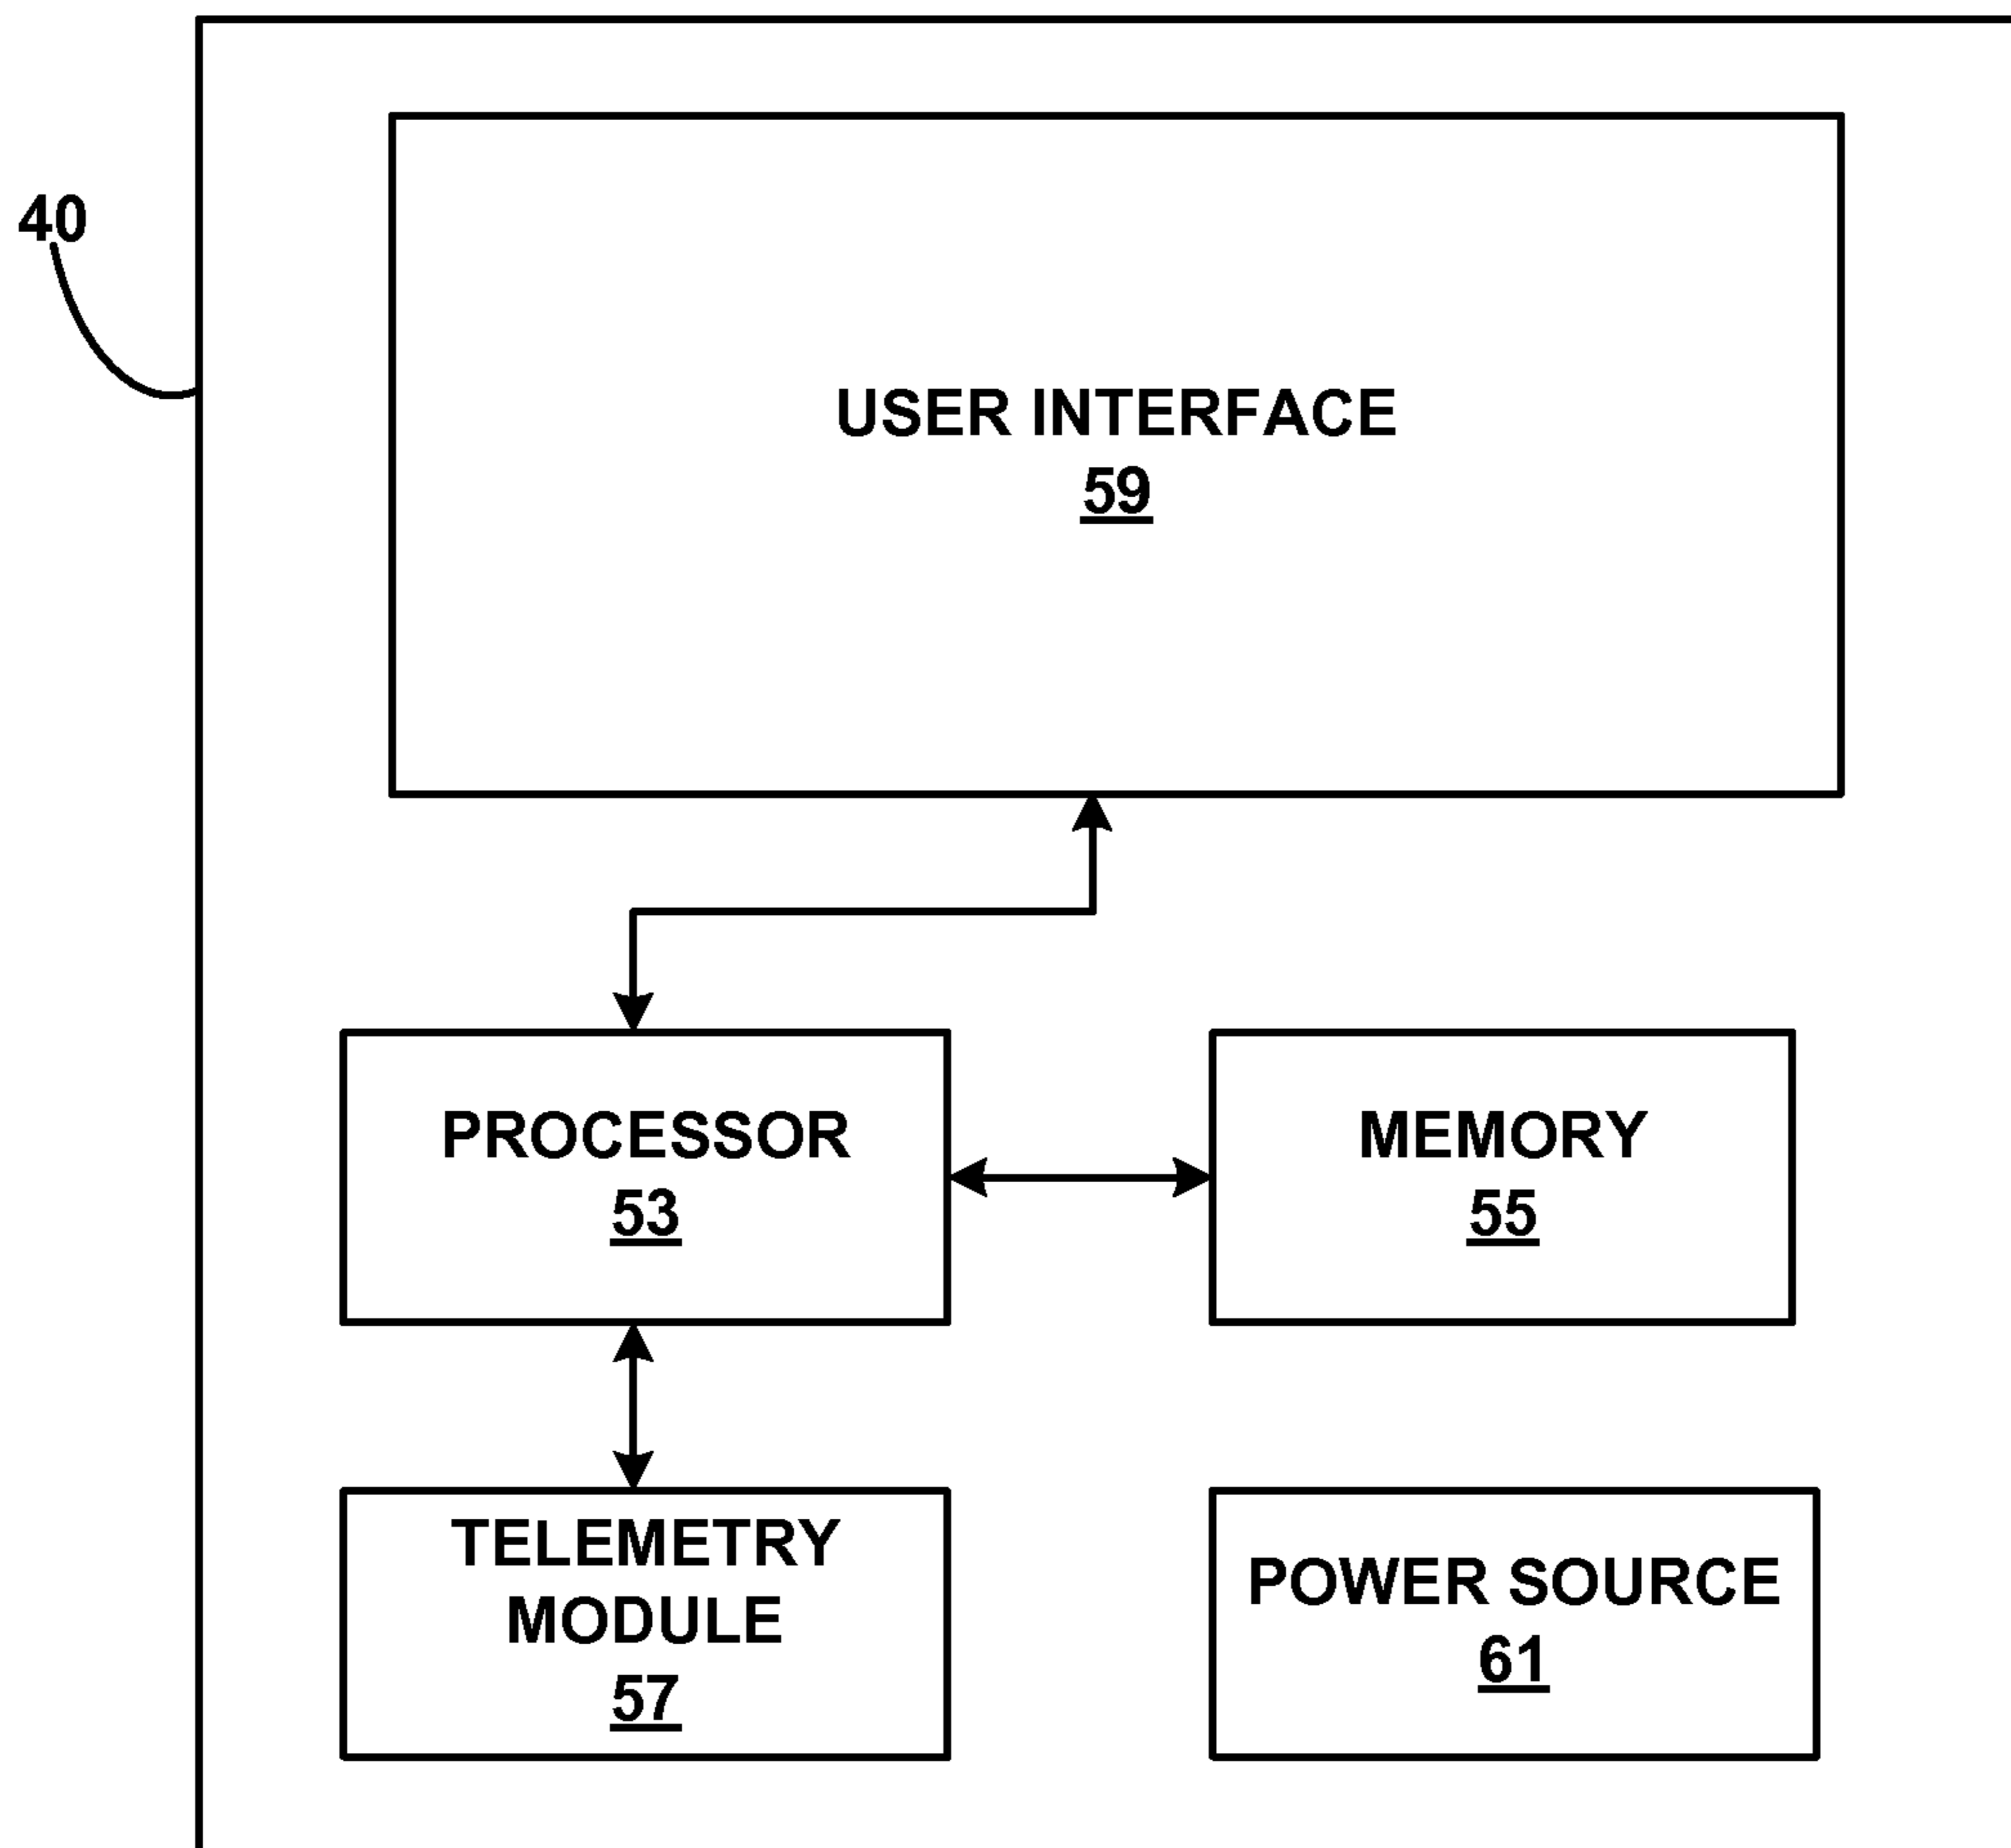 40
USER INTERFACE
59
PROCESSOR
53
MEMORY
55
TELEMETRY
MODULE
57
POWER SOURCE
61